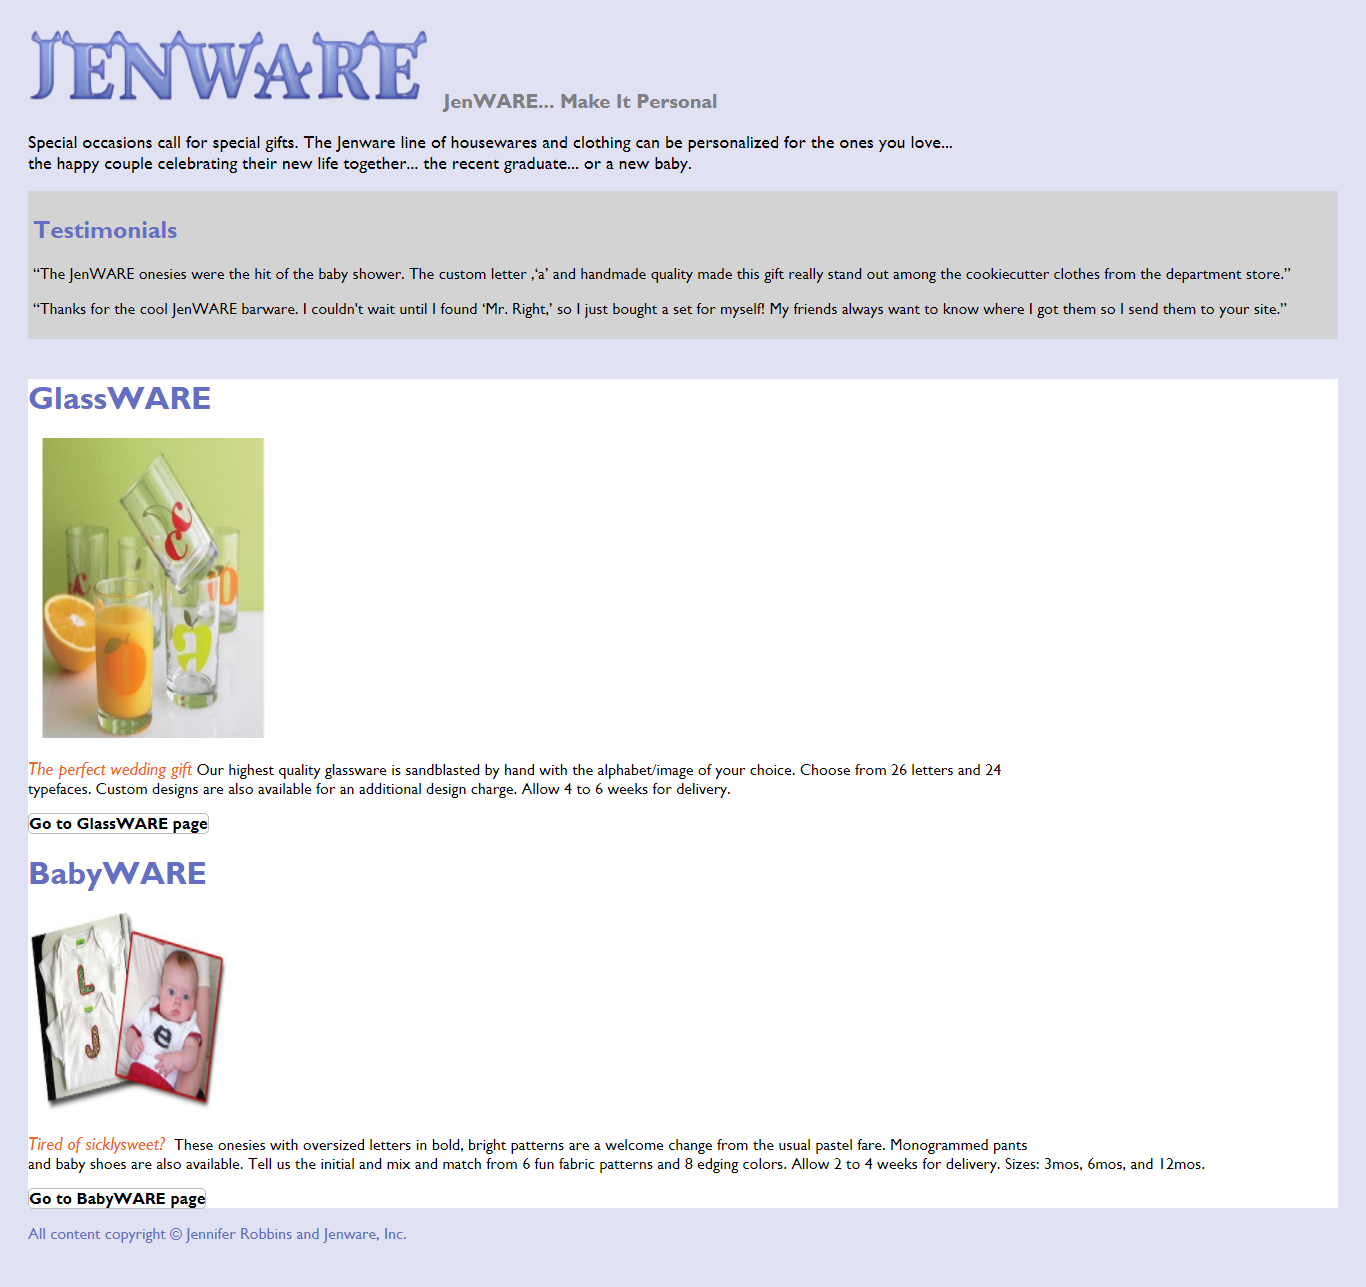 JENWARE
JenWARE... Make It Personal
Special occasions call for special gifts. The Jenware line of housewares and clothing can be personalized for the ones you love...
the happy couple celebrating their new life together... the recent graduate... or a new baby.
Testimonials
“The JenWARE onesies were the hit of the baby shower. The custom letter ,‘a’ and handmade quality made this gift really stand out among the cookiecutter clothes from the department store.”
“Thanks for the cool JenWARE barware. I couldn't wait until I found ‘Mr. Right,’ so I just bought a set for myself! My friends always want to know where I got them so I send them to your site.”
GlassWARE
a
The perfect wedding gift Our highest quality glassware is sandblasted by hand with the alphabet/image of your choice. Choose from 26 letters and 24
typefaces. Custom designs are also available for an additional design charge. Allow 4 to 6 weeks for delivery.
Go to GlassWARE page
BabyWARE
L
J
e
Tired of sicklysweet? These onesies with oversized letters in bold, bright patterns are a welcome change from the usual pastel fare. Monogrammed pants
and baby shoes are also available. Tell us the initial and mix and match from 6 fun fabric patterns and 8 edging colors. Allow 2 to 4 weeks for delivery. Sizes: 3mos, 6mos, and 12mos.
Go to BabyWARE page
All content copyright © Jennifer Robbins and Jenware, Inc.